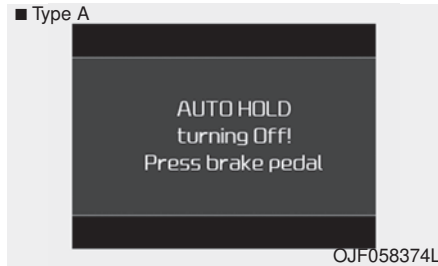 ■ Type A
AUTO HOLD
turning Off!
Press brake pedal
OJF058374L